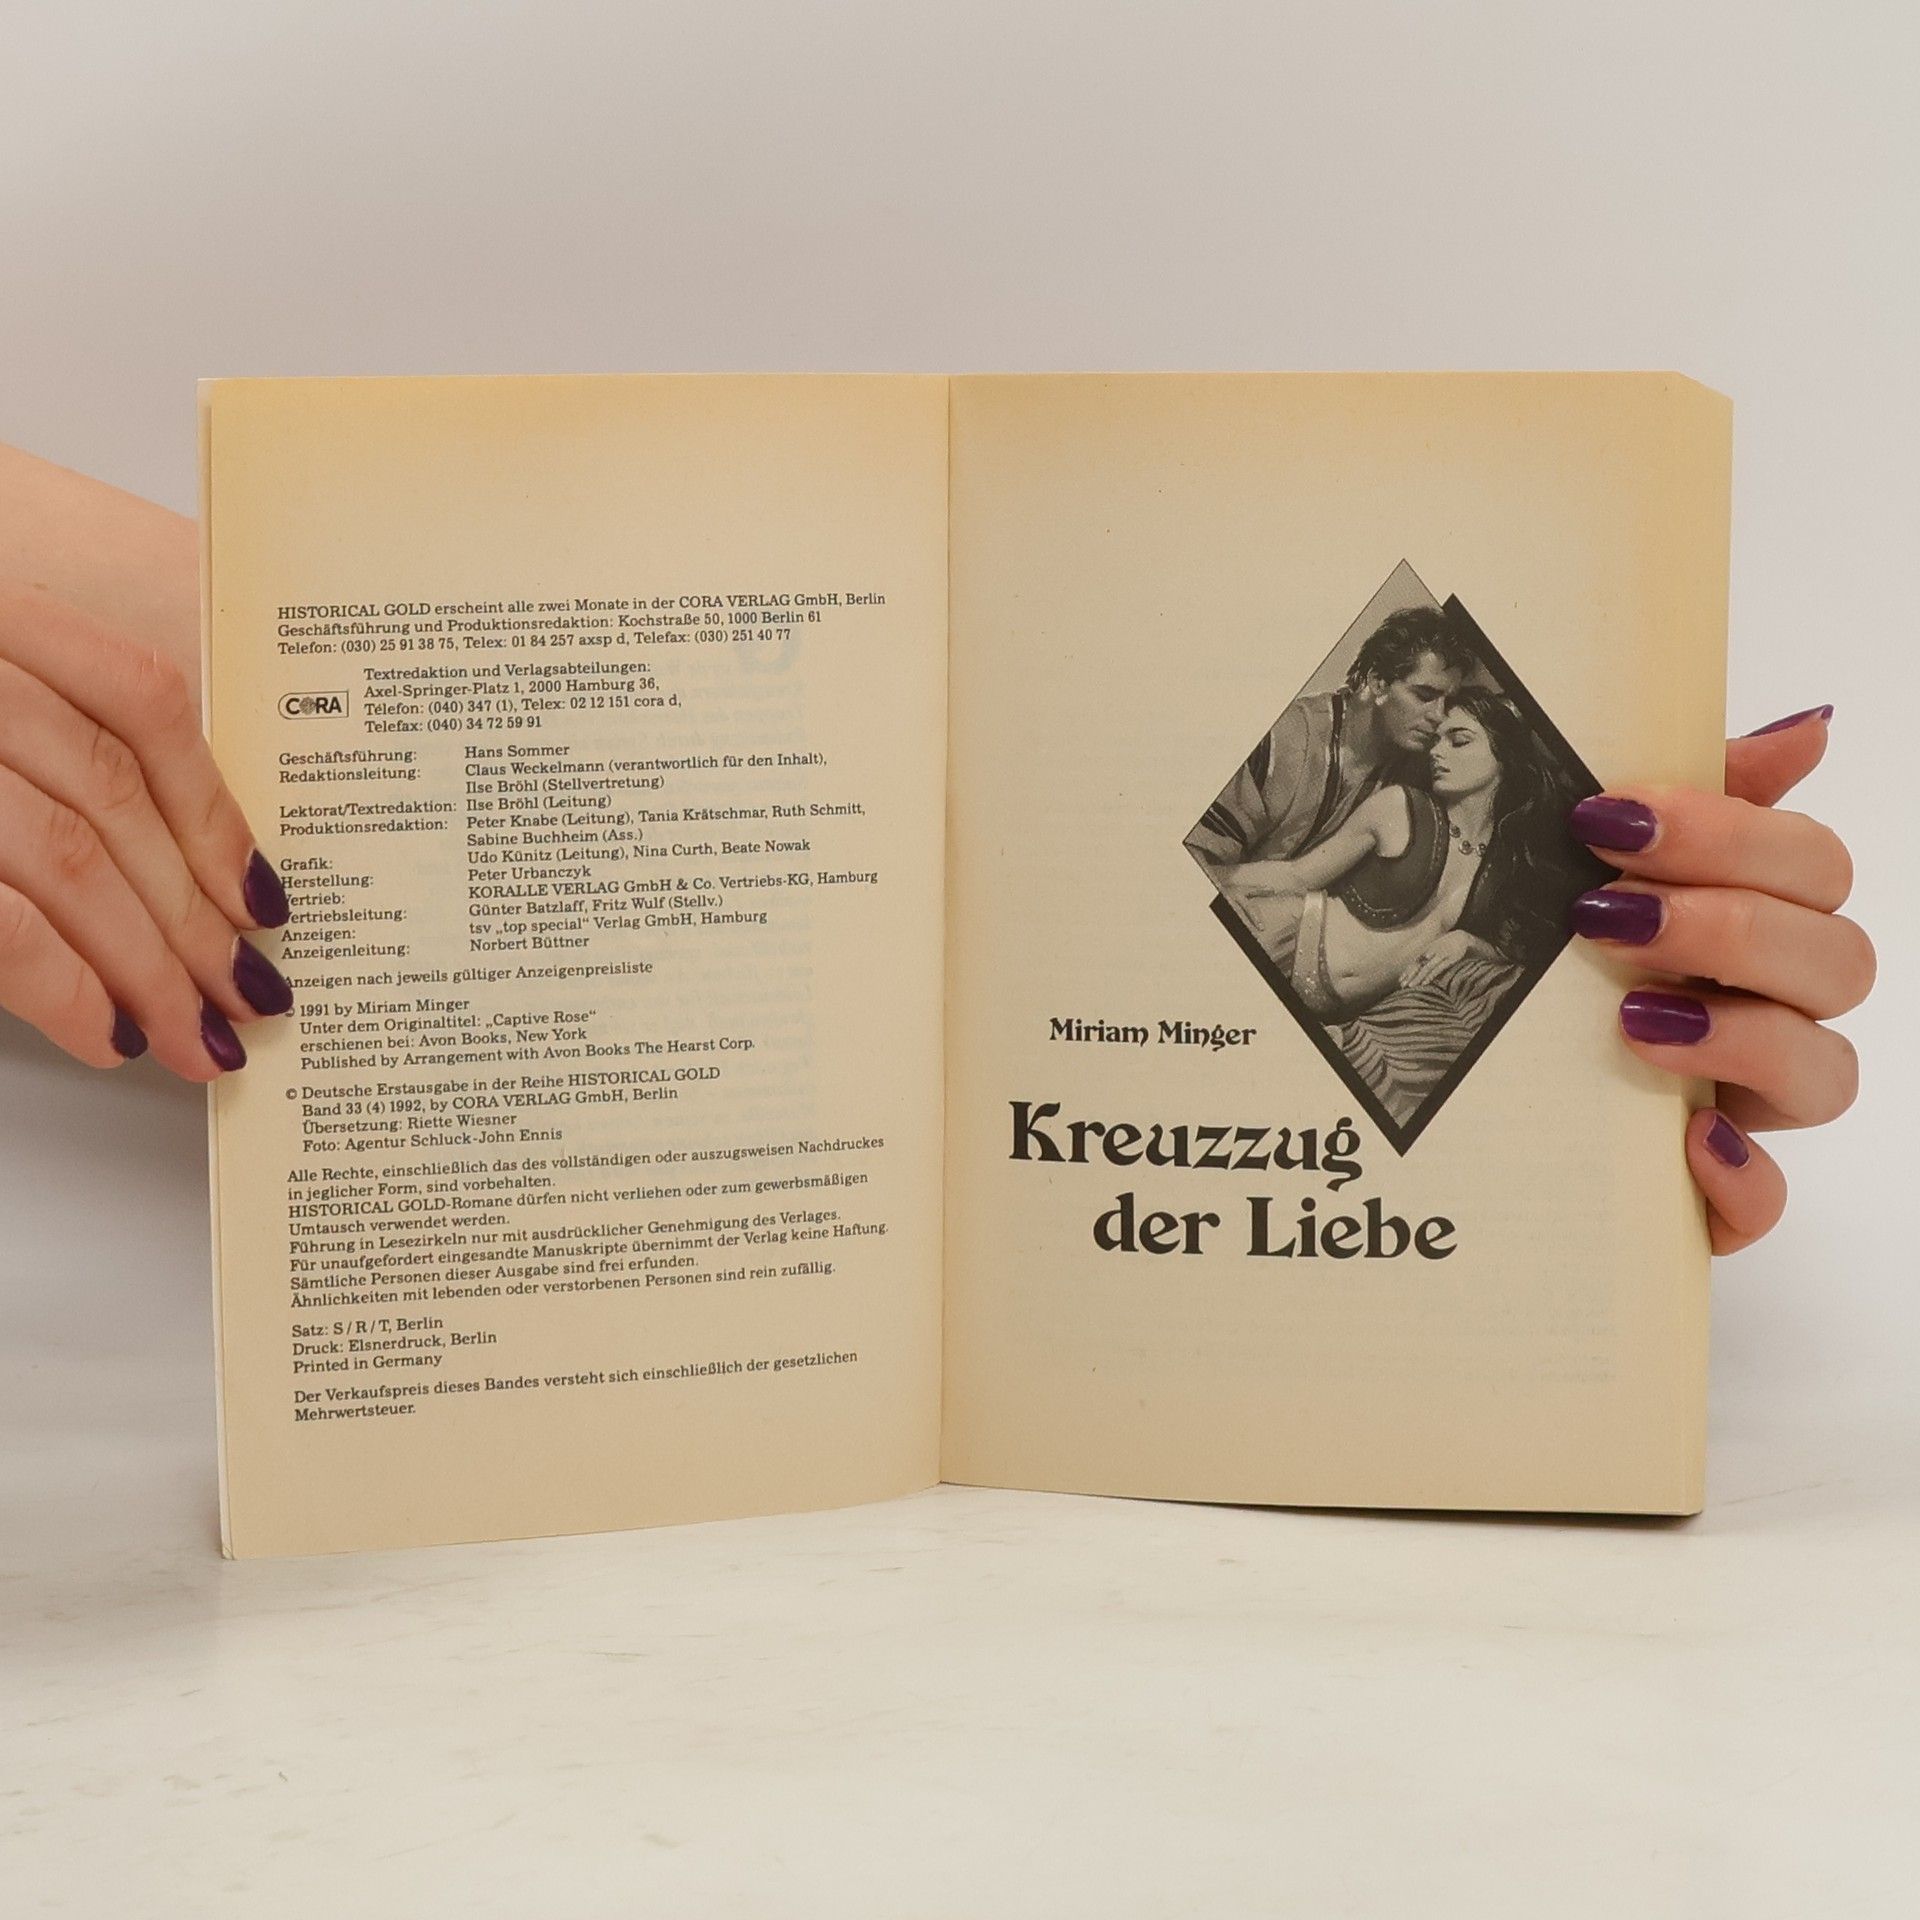 HISTORICAL GOLD erscheint alle zwei Monate in der CORA VERLAG GmbH, Berlin
Geschäftsführung und Produktionsredaktion: Kochstraße 50, 1000 Berlin 61
Telefon: (030) 25 91 38 75, Telex: 01 84 257 axsp d, Telefax: (030) 251 40 77
CORA
Textredaktion und Verlagsabteilungen:
Axel-Springer-Platz 1, 2000 Hamburg 36,
Telefon: (040) 347 (1), Telex: 02 12 151 cora d,
Telefax: (040) 34 72 59 91
Geschäftsführung: Hans Sommer
Redaktionsleitung: Claus Weckelmann (verantwortlich für den Inhalt),
Ilse Bröhl (Stellvertretung)
Lektorat/Textredaktion: Ilse Bröhl (Leitung)
Produktionsredaktion: Peter Knabe (Leitung), Tania Krätschmar, Ruth Schmitt,
Sabine Buchheim (Ass.)
Grafik: Udo Künitz (Leitung), Nina Curth, Beate Nowak
Herstellung: Peter Urbanczyk
Vertrieb: KORALLE VERLAG GmbH & Co. Vertriebs-KG, Hamburg
Vertriebsleitung: Günter Batzlaff, Fritz Wulf (Stellv.)
Anzeigen: tsv „top special“ Verlag GmbH, Hamburg
Anzeigenleitung: Norbert Büttner
Anzeigen nach jeweils gültiger Anzeigenpreisliste
© 1991 by Miriam Minger
Unter dem Originaltitel: „Captive Rose“
erschienen bei: Avon Books, New York
Published by Arrangement with Avon Books The Hearst Corp.
© Deutsche Erstausgabe in der Reihe HISTORICAL GOLD
Band 33 (4) 1992, by CORA VERLAG GmbH, Berlin
Übersetzung: Riette Wiesner
Foto: Agentur Schluck-John Ennis
Alle Rechte, einschließlich das des vollständigen oder auszugsweisen Nachdruckes
in jeglicher Form, sind vorbehalten.
HISTORICAL GOLD-Romane dürfen nicht verliehen oder zum gewerbsmäßigen
Umtausch verwendet werden.
Führung in Lesezirkeln nur mit ausdrücklicher Genehmigung des Verlages.
Für unaufgefordert eingesandte Manuskripte übernimmt der Verlag keine Haftung.
Sämtliche Personen dieser Ausgabe sind frei erfunden.
Ähnlichkeiten mit lebenden oder verstorbenen Personen sind rein zufällig.
Satz: S / R / T, Berlin
Druck: Elsnerdruck, Berlin
Printed in Germany
Der Verkaufspreis dieses Bandes versteht sich einschließlich der gesetzlichen
Mehrwertsteuer.
Miriam Minger
Kreuzzug
der Liebe